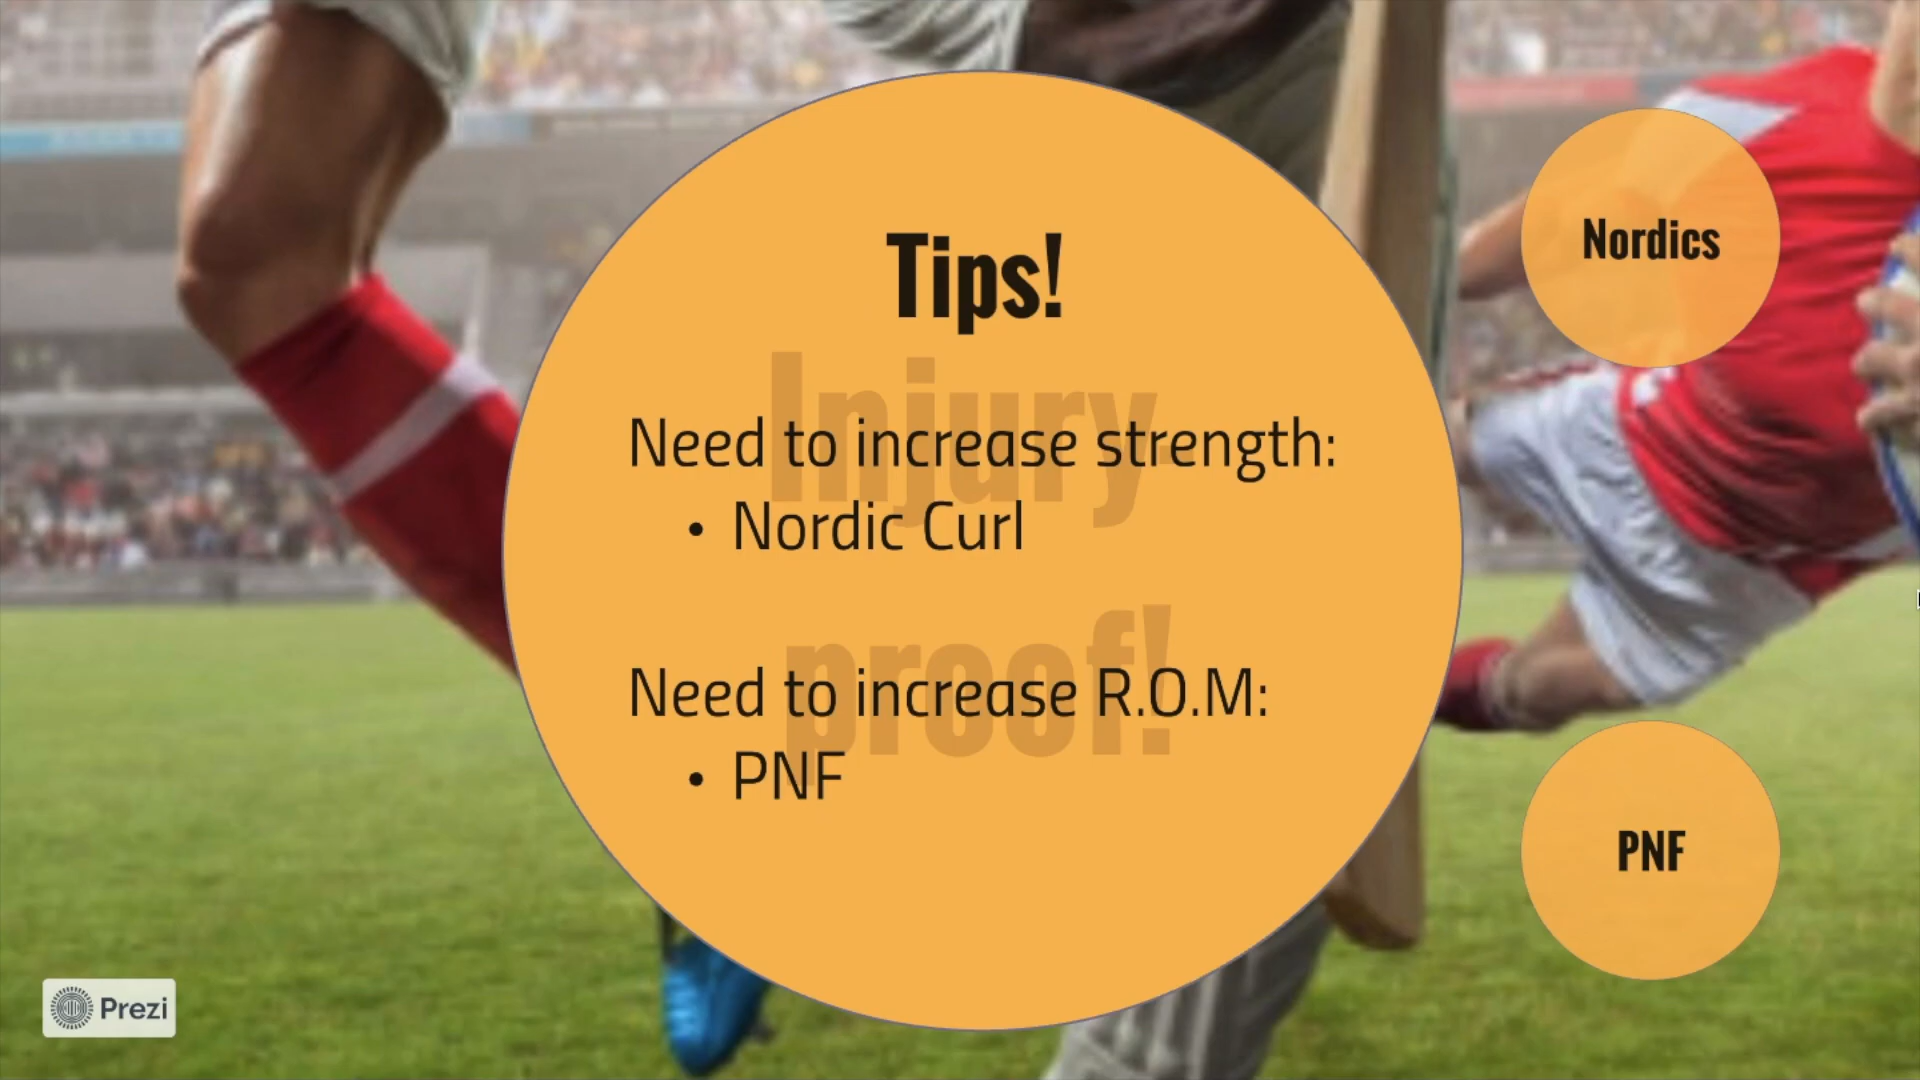 Tips!
Injury-
Need to increase strength:
• Nordic Curl
proof!
Need to increase R.O.M:
• PNF
Nordics
PNF
Prezi